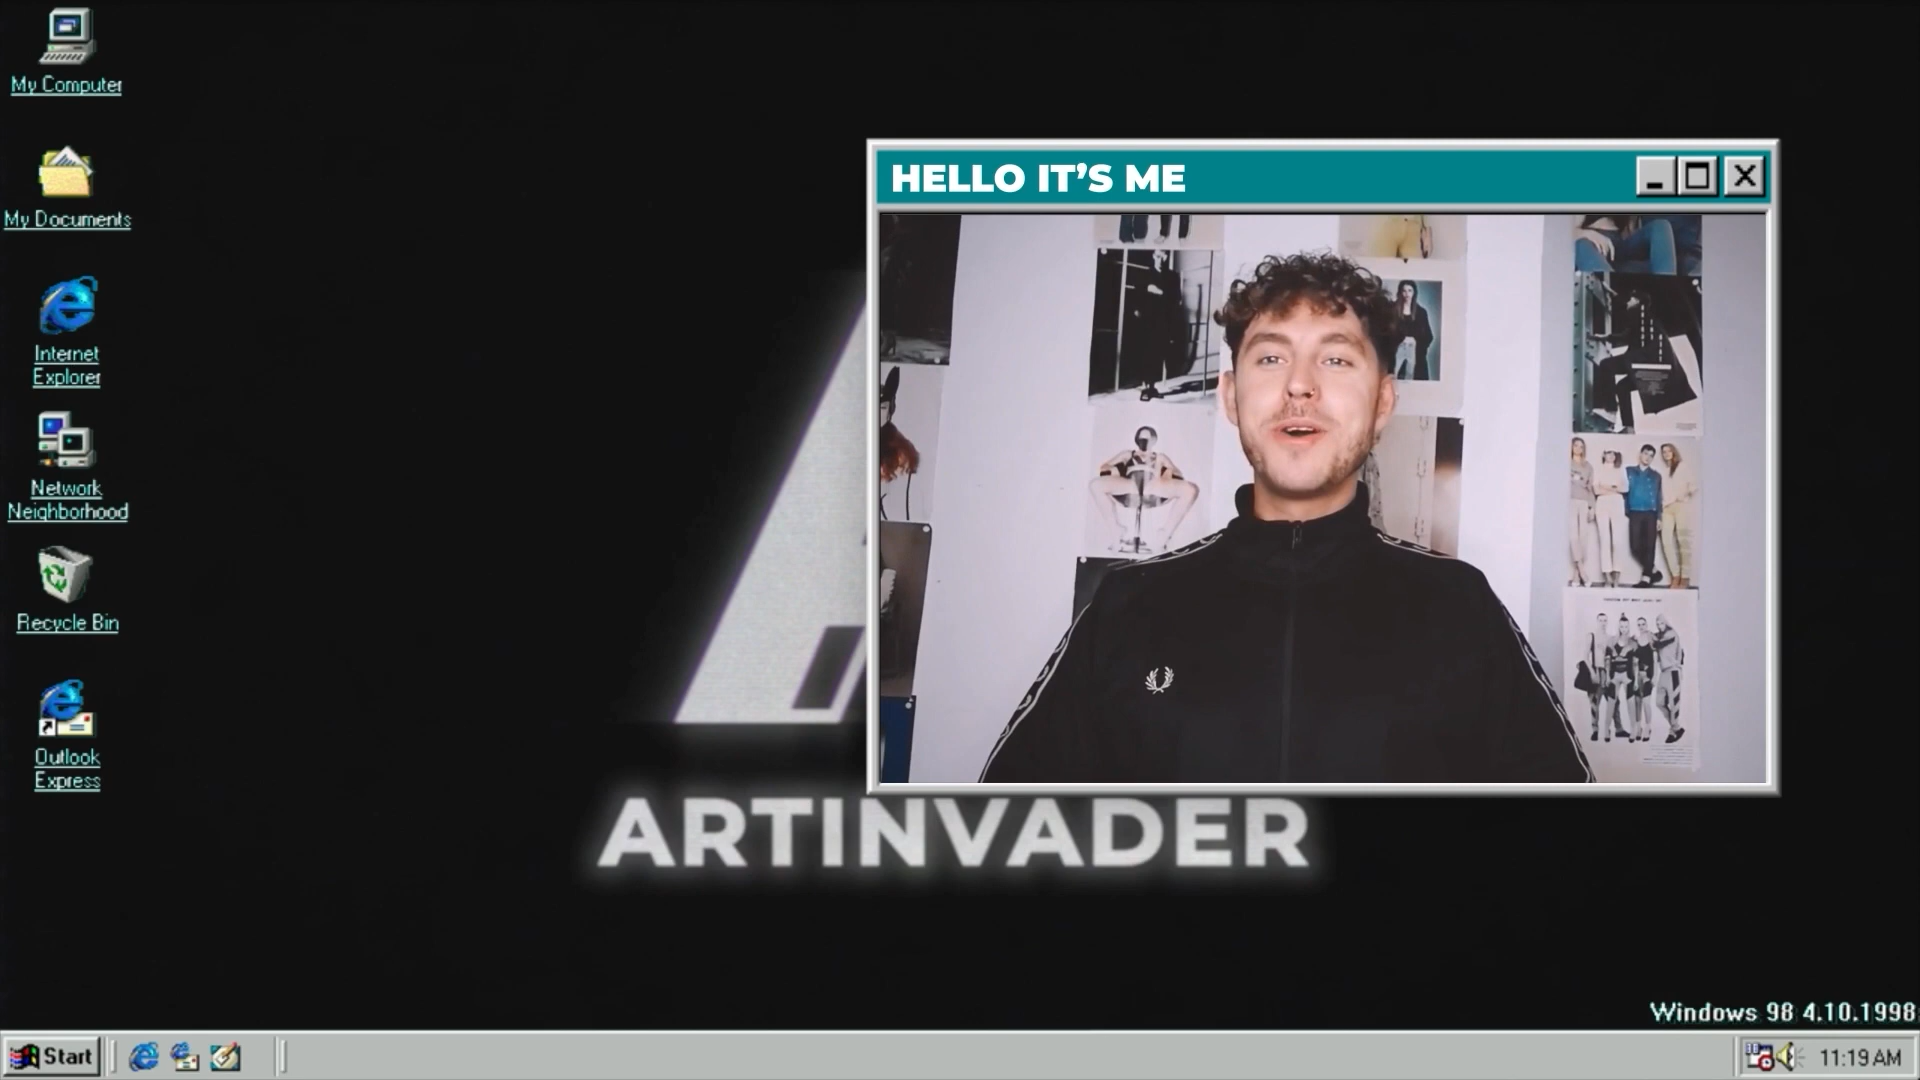 My Computer
My Documents
Internet
Explorer
Network
Neighborhood
Recycle Bin
Outlook
Express
HELLO IT’S ME
ARTINVADER
Windows 98 4.10.1998
Start
11:19 AM